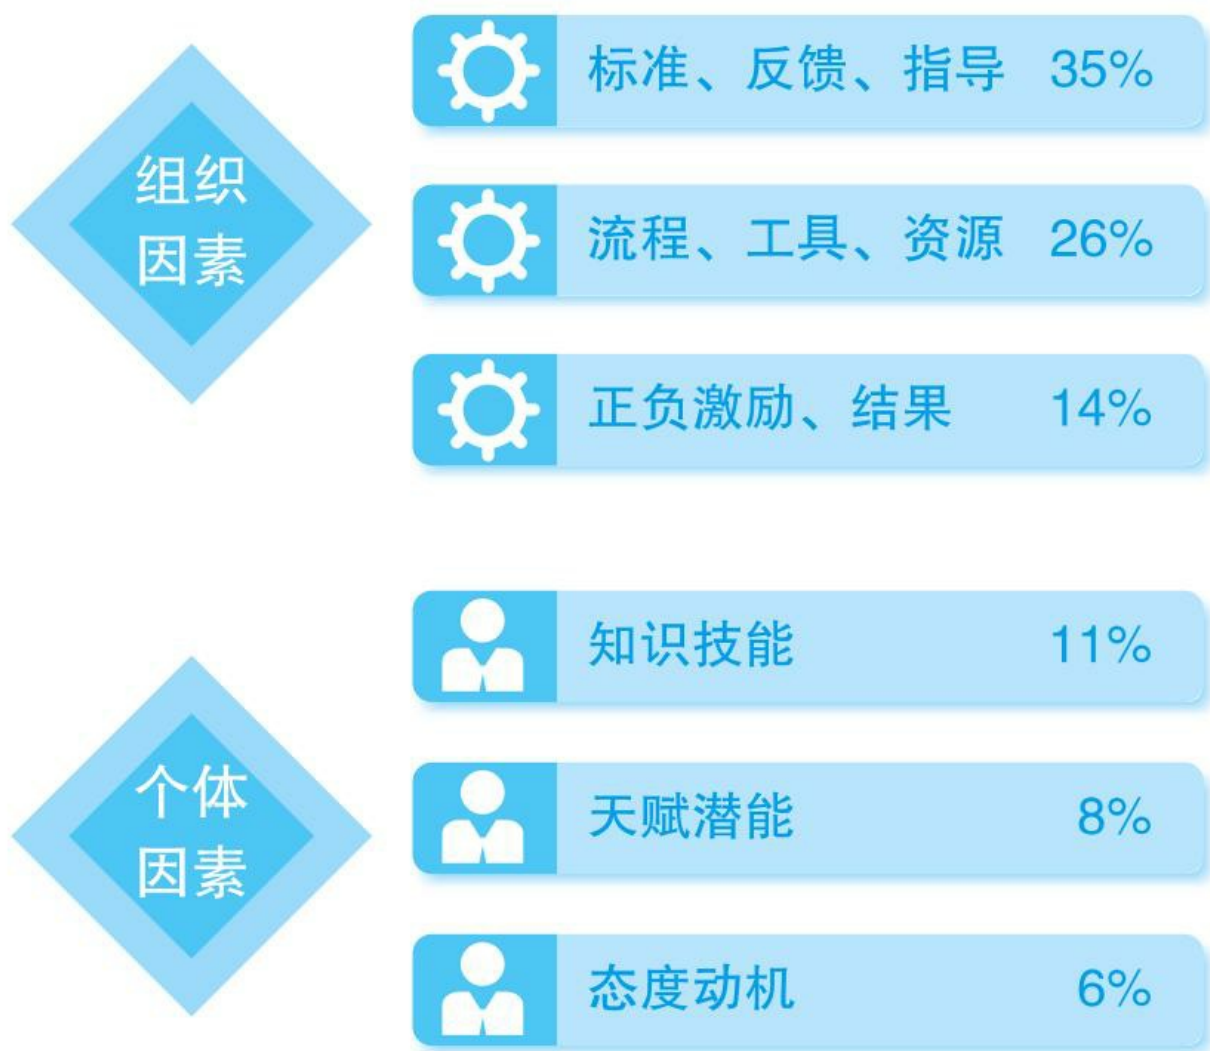 组织
因素
标准、反馈、指导 35%
流程、工具、资源 26%
正负激励、结果 14%
个体
因素
知识技能 11%
天赋潜能 8%
态度动机 6%